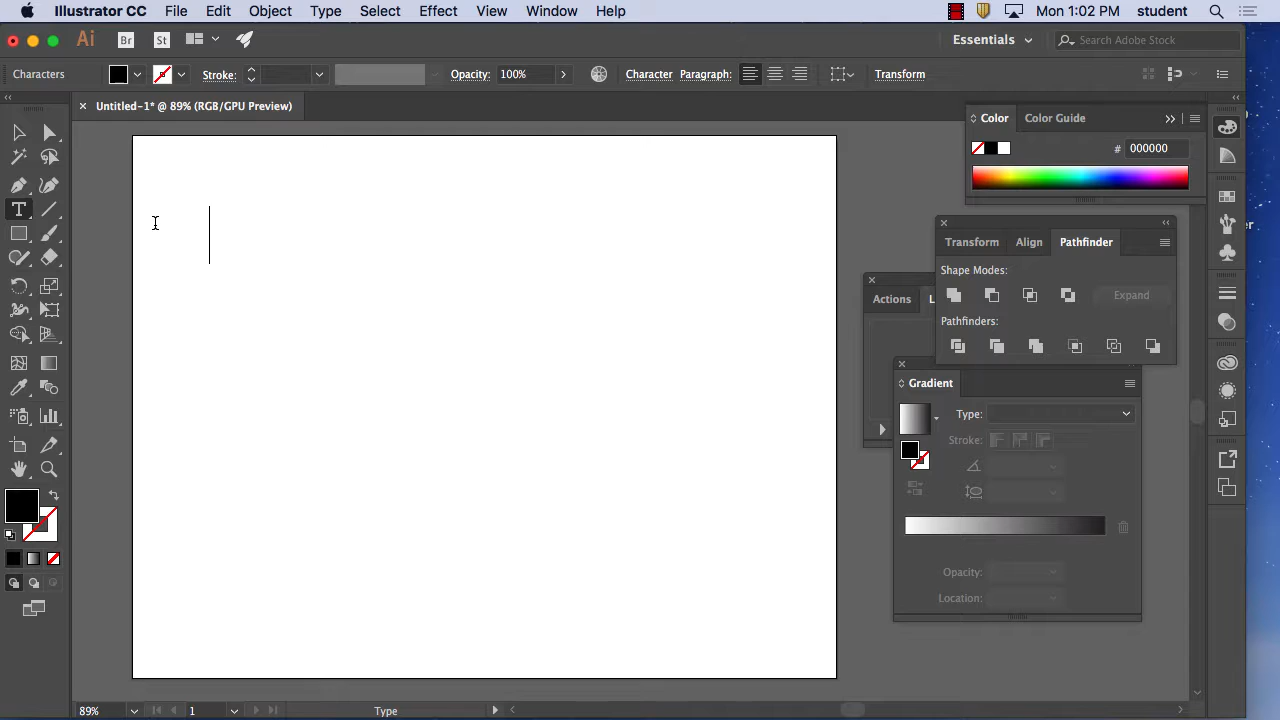 Illustrator CC File Edit Object Type Select Effect View Window Help Mon 1:02 PM student
Ai Br St Essentials Search Adobe Stock
Characters Stroke: Opacity: 100% Character Paragraph: Transform
Untitled-1* @ 89% (RGB/GPU Preview)
Color Color Guide
# 000000
Transform Align Pathfinder
Shape Modes:
Expand
Actions L
Pathfinders:
Gradient
Type:
Stroke:
Opacity:
Location:
89% 1 Type